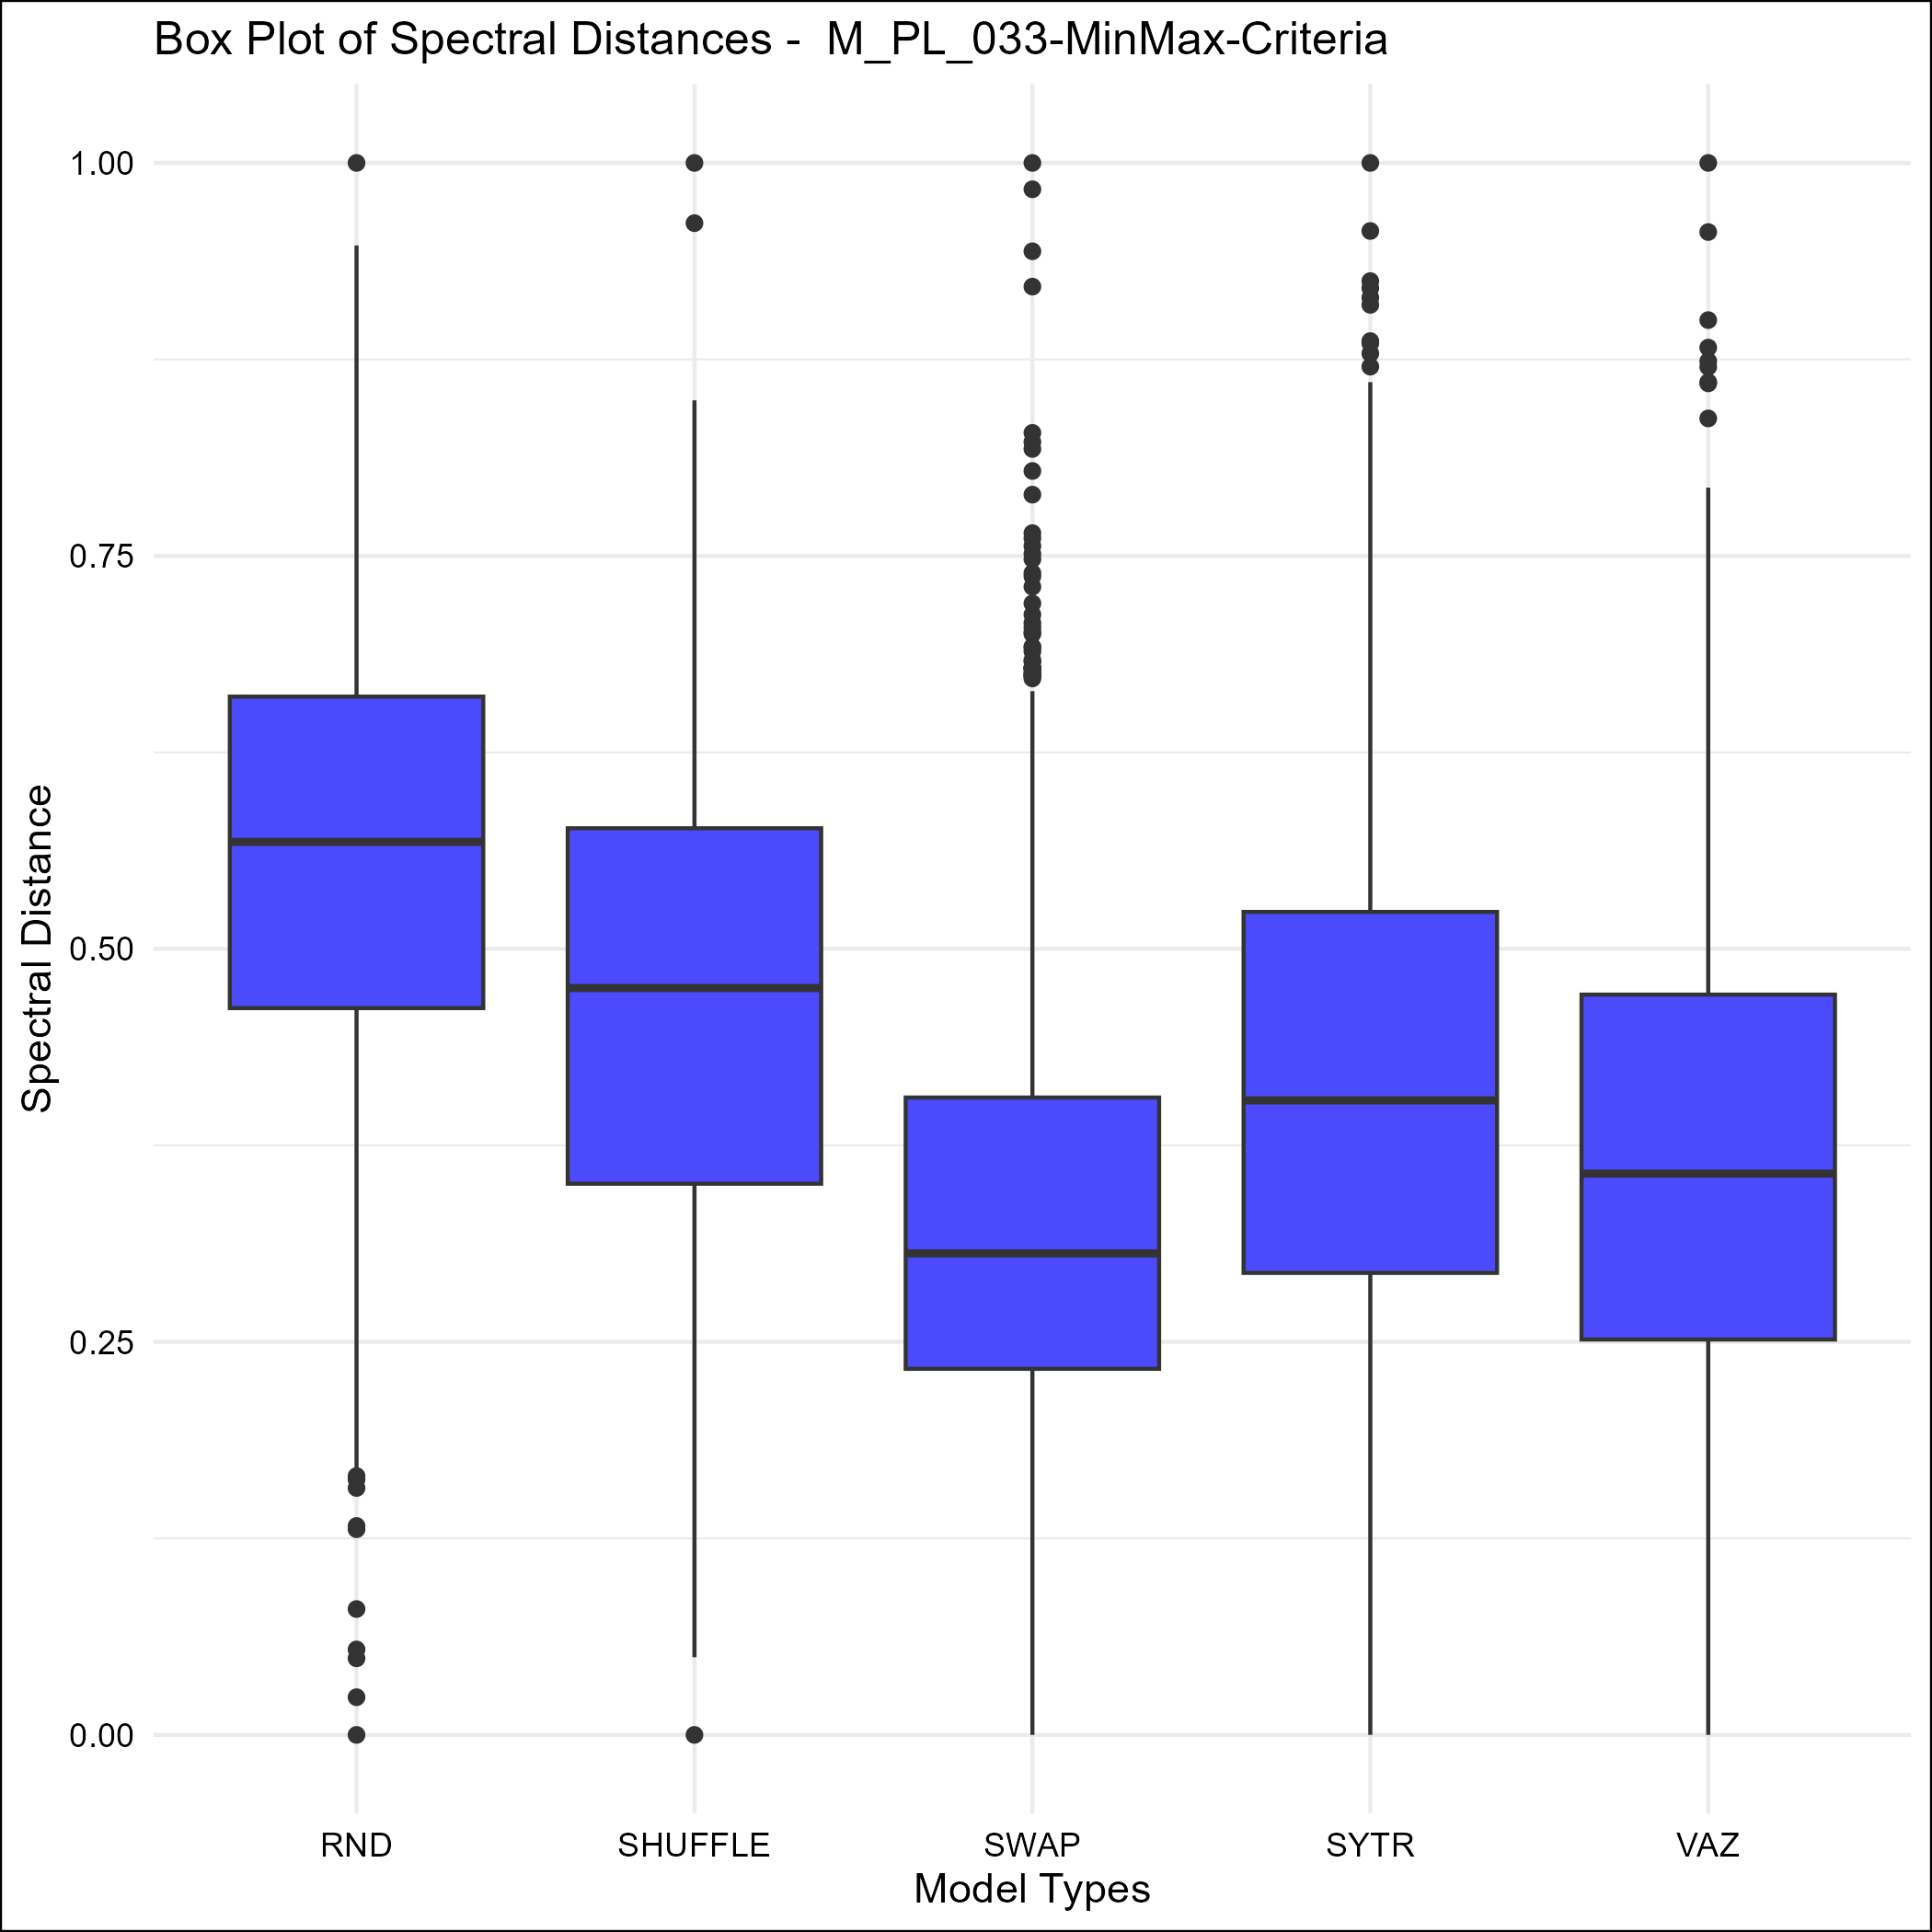 Box Plot of Spectral Distances -  M_PL_033-MinMax-Criteria
Spectral Distance
1.00
0.75
0.50
0.25
0.00
RND SHUFFLE SWAP SYTR VAZ
Model Types